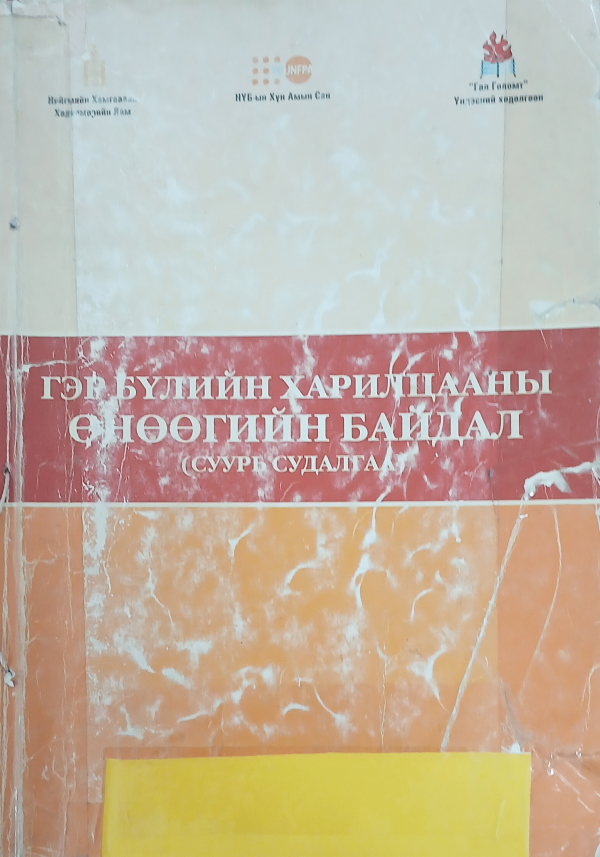 UNFPA
Нийгмийн Хамгаалал
Хөдөлмөрийн Яам
НҮБ-ын Хүн Амын Сан
"Гал Голомт"
Үндэсний хөдөлгөөн
ГЭР БҮЛИЙН ХАРИЛЦААНЫ
ӨНӨӨГИЙН БАЙДАЛ
(СУУРЬ СУДАЛГАА)